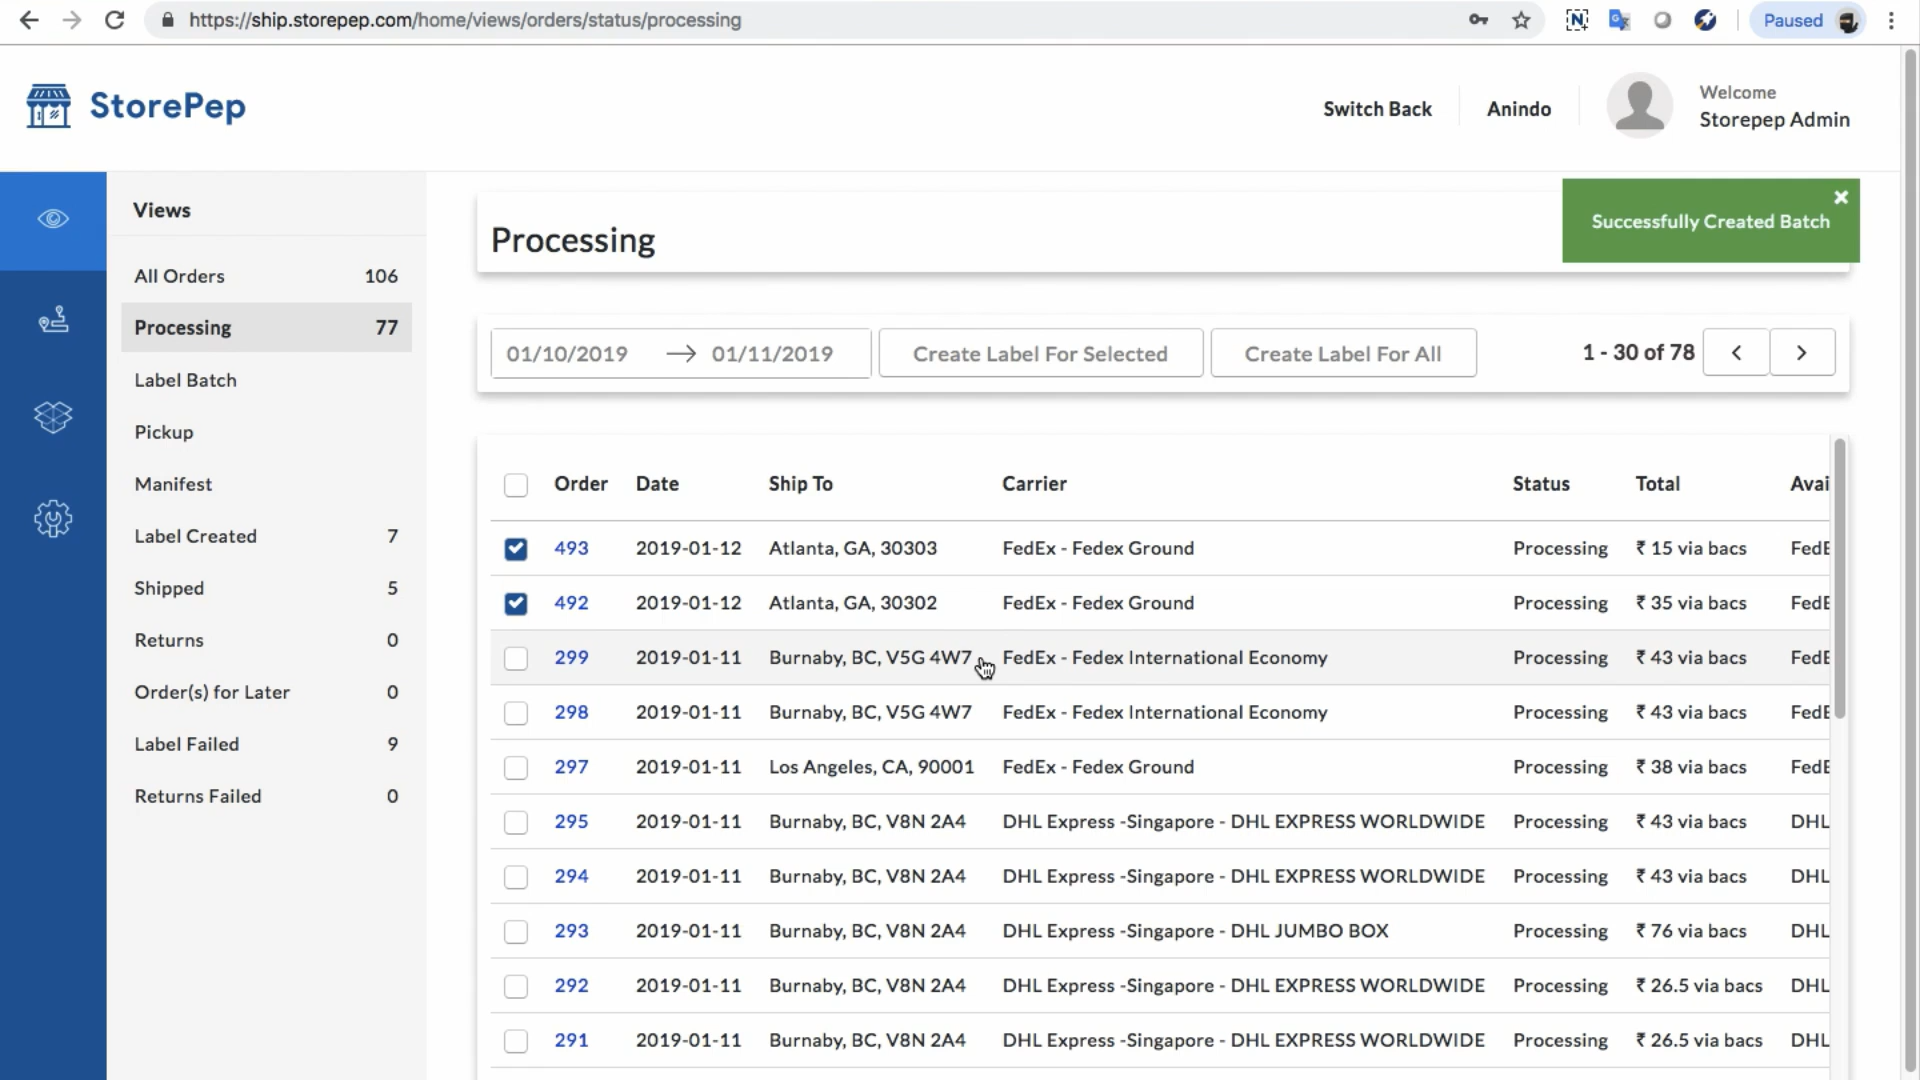 https://ship.storepep.com/home/views/orders/status/processing
Paused
StorePep
Switch Back
Anindo
Welcome
Storepep Admin
Views
All Orders 106
Processing 77
Label Batch
Pickup
Manifest
Label Created 7
Shipped 5
Returns 0
Order(s) for Later 0
Label Failed 9
Returns Failed 0
Processing
Successfully Created Batch
01/10/2019 → 01/11/2019 Create Label For Selected Create Label For All 1 - 30 of 78
Order Date Ship To Carrier Status Total Avai
493 2019-01-12 Atlanta, GA, 30303 FedEx - Fedex Ground Processing ₹ 15 via bacs FedE
492 2019-01-12 Atlanta, GA, 30302 FedEx - Fedex Ground Processing ₹ 35 via bacs FedE
299 2019-01-11 Burnaby, BC, V5G 4W7 FedEx - Fedex International Economy Processing ₹ 43 via bacs FedE
298 2019-01-11 Burnaby, BC, V5G 4W7 FedEx - Fedex International Economy Processing ₹ 43 via bacs FedE
297 2019-01-11 Los Angeles, CA, 90001 FedEx - Fedex Ground Processing ₹ 38 via bacs FedE
295 2019-01-11 Burnaby, BC, V8N 2A4 DHL Express -Singapore - DHL EXPRESS WORLDWIDE Processing ₹ 43 via bacs DHL
294 2019-01-11 Burnaby, BC, V8N 2A4 DHL Express -Singapore - DHL EXPRESS WORLDWIDE Processing ₹ 43 via bacs DHL
293 2019-01-11 Burnaby, BC, V8N 2A4 DHL Express -Singapore - DHL JUMBO BOX Processing ₹ 76 via bacs DHL
292 2019-01-11 Burnaby, BC, V8N 2A4 DHL Express -Singapore - DHL EXPRESS WORLDWIDE Processing ₹ 26.5 via bacs DHL
291 2019-01-11 Burnaby, BC, V8N 2A4 DHL Express -Singapore - DHL EXPRESS WORLDWIDE Processing ₹ 26.5 via bacs DHL